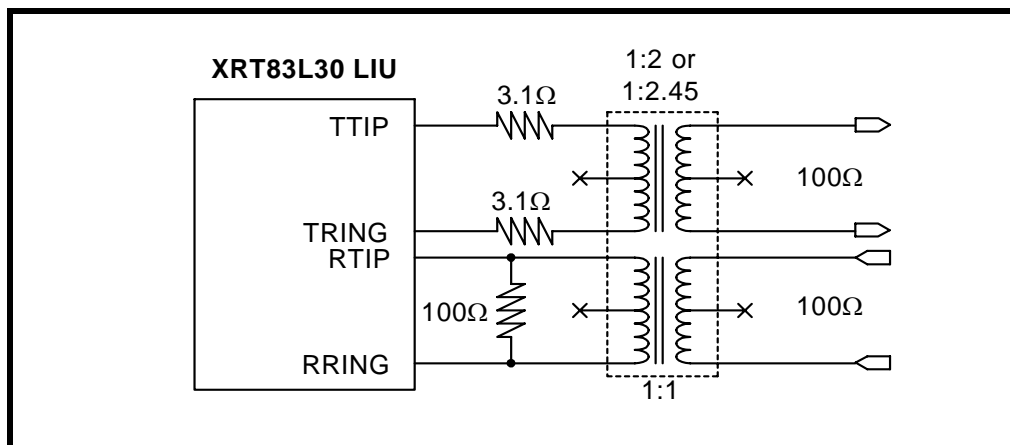 XRT83L30 LIU
1:2 or
1:2.45
3.1Ω
TTIP
100Ω
3.1Ω
TRING
RTIP
100Ω
100Ω
RRING
1:1